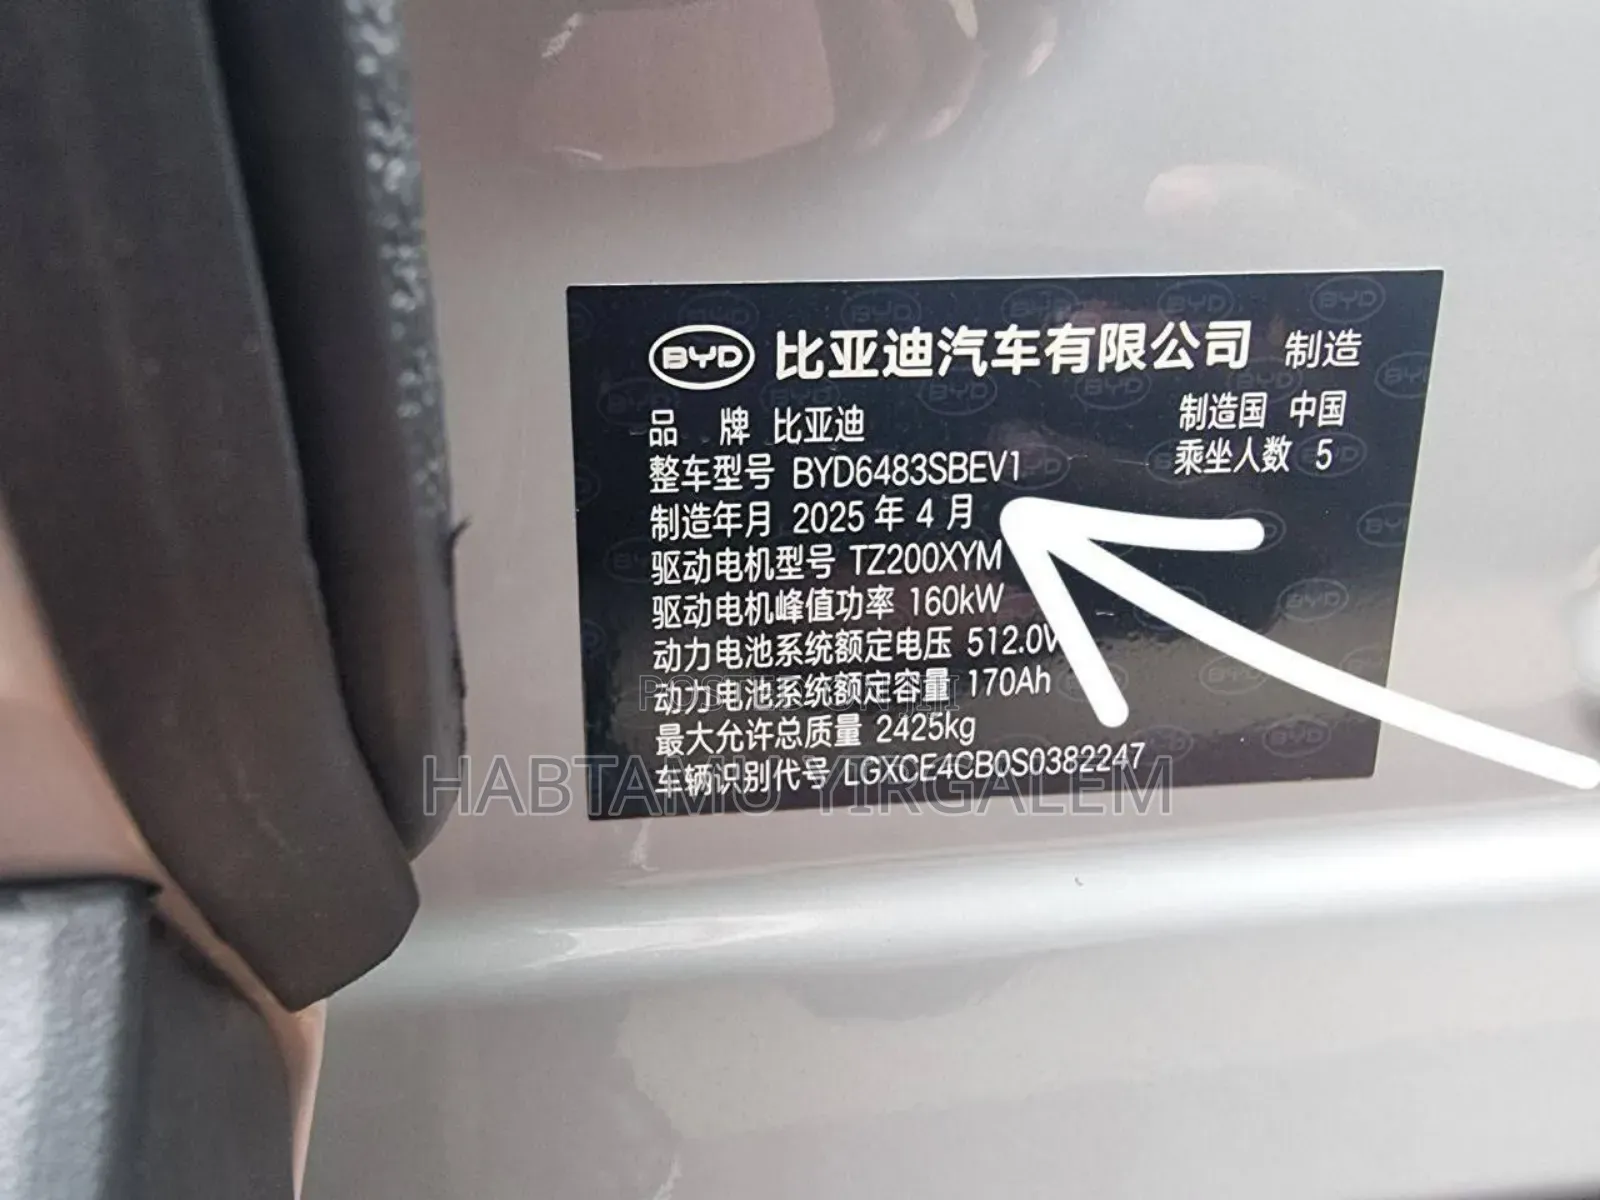 BYD 比亚迪汽车有限公司 制造
品 牌 比亚迪 制造国 中国
整车型号 BYD6483SBEV1 乘坐人数 5
制造年月 2025 年 4 月
驱动电机型号 TZ200XYM
驱动电机峰值功率 160kW
动力电池系统额定电压 512.0V
动力电池系统额定容量 170Ah
POSTED ON JIJI
最大允许总质量 2425kg
车辆识别代号 LGXCE4CB0S0382247
HABTAMU YIRGALEM